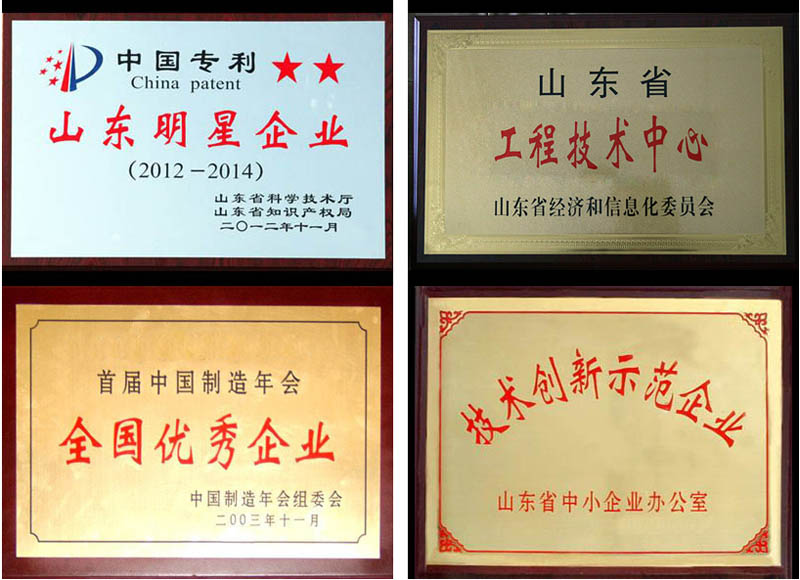 中国专利
China patent
山东明星企业
(2012－2014)
山东省科学技术厅
山东省知识产权局
二〇一二年十一月
山东省
工程技术中心
山东省经济和信息化委员会
首届中国制造年会
全国优秀企业
中国制造年会组委会
二00三年十一月
技术创新示范企业
山东省中小企业办公室